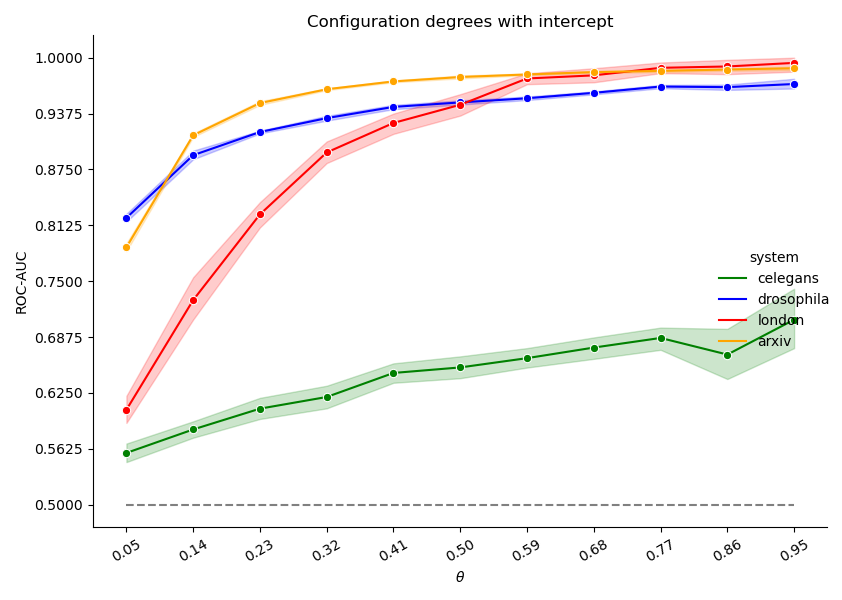 Configuration degrees with intercept
1.0000
0.9375
0.8750
0.8125
0.7500
0.6875
0.6250
0.5625
0.5000
ROC-AUC
system
celegans
drosophila
london
arxiv
0.05 0.14 0.23 0.32 0.41 0.50 0.59 0.68 0.77 0.86 0.95
θ